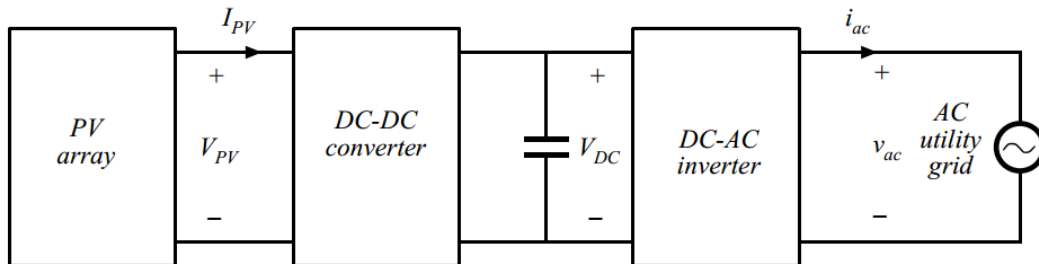 I_PV
i_ac
+
+
+
PV
array
V_PV
DC-DC
converter
V_DC
DC-AC
inverter
v_ac
AC
utility
grid
−
−
−